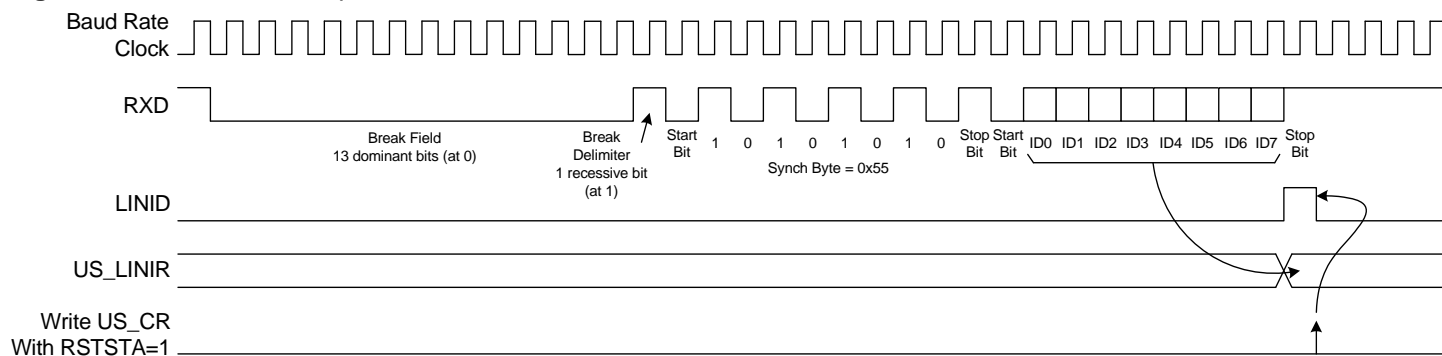 Baud Rate
Clock
RXD
Break Field
13 dominant bits (at 0)
Break
Delimiter
1 recessive bit
(at 1)
Start
Bit
1 0 1 0 1 0 1 0
Synch Byte = 0x55
Stop Start
Bit Bit
ID0 ID1 ID2 ID3 ID4 ID5 ID6 ID7
Stop
Bit
LINID
US_LINIR
Write US_CR
With RSTSTA=1